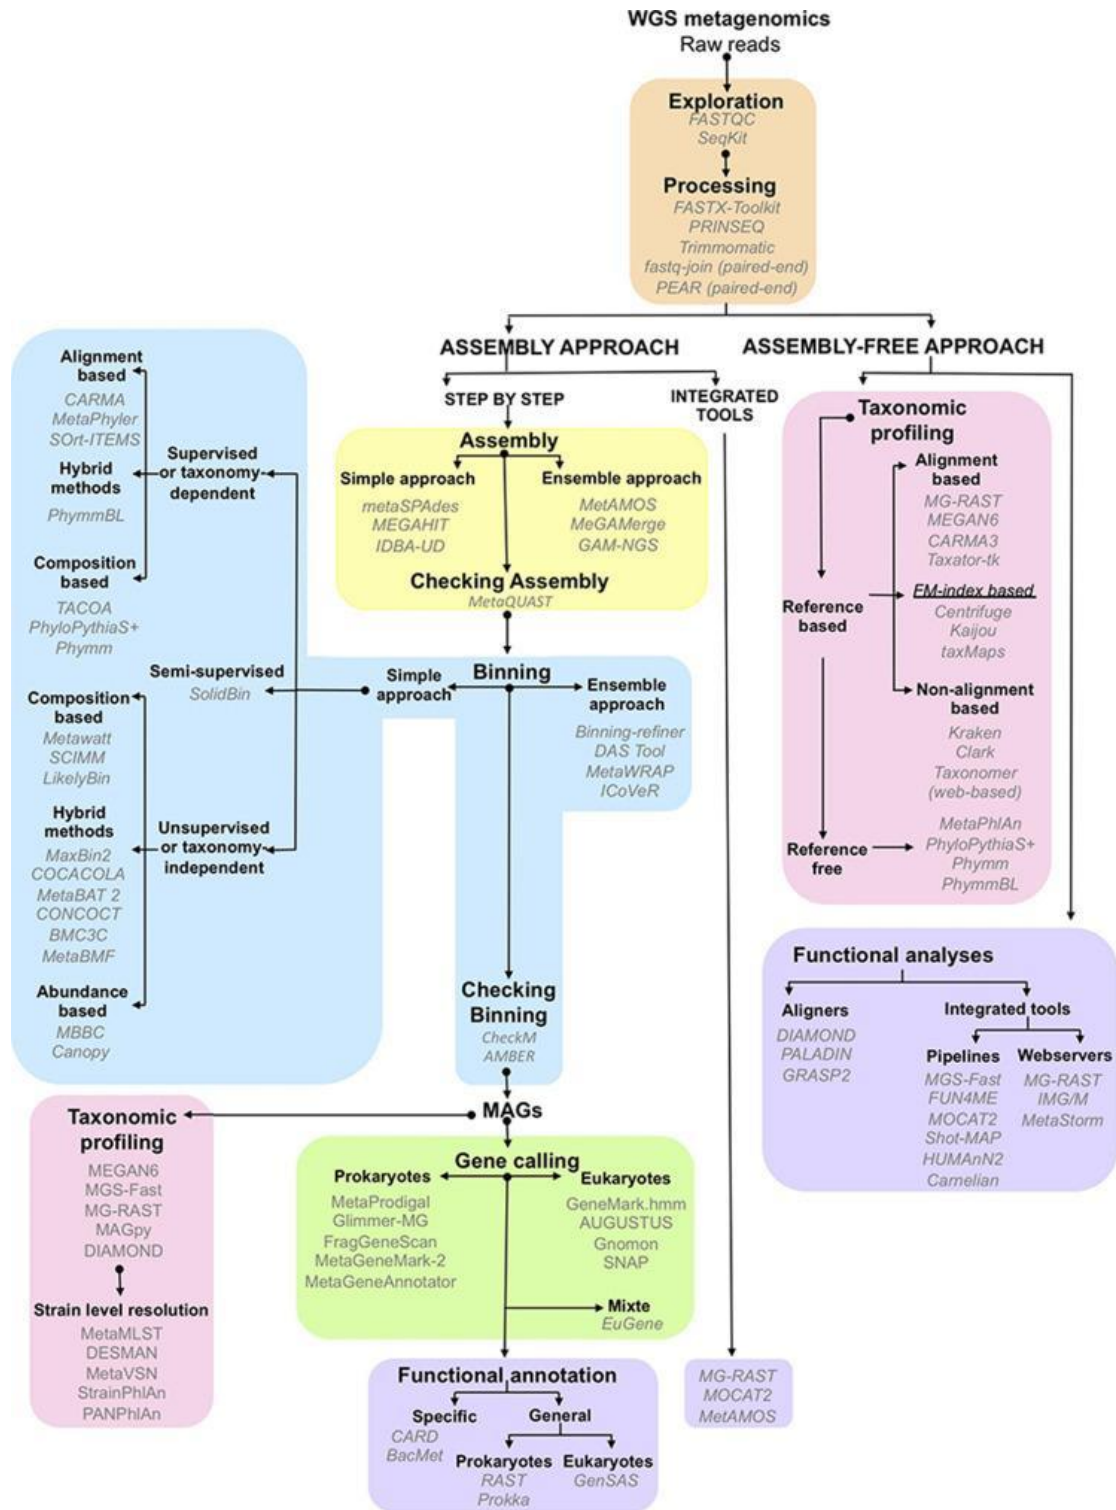 WGS metagenomics
Raw reads
Exploration
FASTQC
SeqKit
Processing
FASTX-Toolkit
PRINSEQ
Trimmomatic
fastq-join (paired-end)
PEAR (paired-end)
ASSEMBLY APPROACH
ASSEMBLY-FREE APPROACH
STEP BY STEP
INTEGRATED
TOOLS
Assembly
Simple approach
metaSPAdes
MEGAHIT
IDBA-UD
Ensemble approach
MetAMOS
MeGAMerge
GAM-NGS
Checking Assembly
MetaQUAST
Binning
Simple
approach
Ensemble
approach
Binning-refiner
DAS Tool
MetaWRAP
ICoVeR
Supervised
or taxonomy-
dependent
Alignment
based
CARMA
MetaPhyler
SOrt-ITEMS
Hybrid
methods
PhymmBL
Composition
based
TACOA
PhyloPythiaS+
Phymm
Semi-supervised
SolidBin
Unsupervised
or taxonomy-
independent
Composition
based
Metawatt
SCIMM
LikelyBin
Hybrid
methods
MaxBin2
COCACOLA
MetaBAT 2
CONCOCT
BMC3C
MetaBMF
Abundance
based
MBBC
Canopy
Checking
Binning
CheckM
AMBER
MAGs
Taxonomic
profiling
MEGAN6
MGS-Fast
MG-RAST
MAGpy
DIAMOND
Strain level resolution
MetaMLST
DESMAN
MetaVSN
StrainPhlAn
PANPhlAn
Gene calling
Prokaryotes
MetaProdigal
Glimmer-MG
FragGeneScan
MetaGeneMark-2
MetaGeneAnnotator
Eukaryotes
GeneMark.hmm
AUGUSTUS
Gnomon
SNAP
Mixte
EuGene
Functional annotation
Specific
CARD
BacMet
General
Prokaryotes
RAST
Prokka
Eukaryotes
GenSAS
MG-RAST
MOCAT2
MetAMOS
Taxonomic
profiling
Reference
based
Alignment
based
MG-RAST
MEGAN6
CARMA3
Taxator-tk
FM-index based
Centrifuge
Kaijou
taxMaps
Non-alignment
based
Kraken
Clark
Taxonomer
(web-based)
Reference
free
MetaPhlAn
PhyloPythiaS+
Phymm
PhymmBL
Functional analyses
Aligners
DIAMOND
PALADIN
GRASP2
Integrated tools
Pipelines
MGS-Fast
FUN4ME
MOCAT2
Shot-MAP
HUMAnN2
Carnelian
Webservers
MG-RAST
IMG/M
MetaStorm